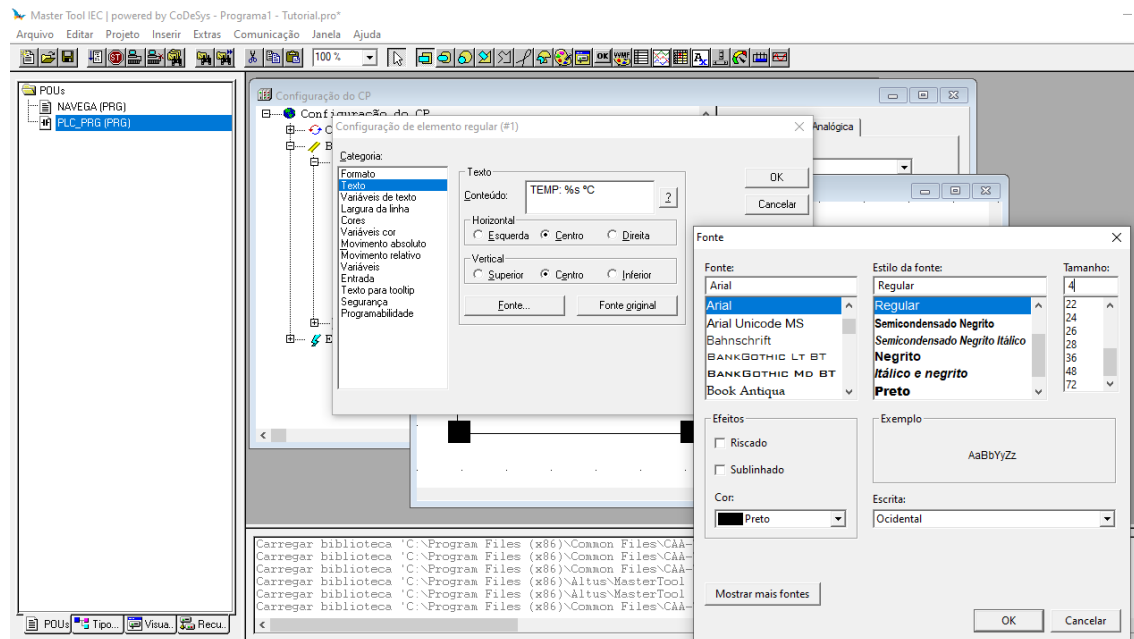 Master Tool IEC | powered by CoDeSys - Programa1 - Tutorial.pro*
Arquivo Editar Projeto Inserir Extras Comunicação Janela Ajuda
100 %
POUs
NAVEGA (PRG)
PLC_PRG (PRG)
Configuração do CP
Configuração do CP
Analógica
Configuração de elemento regular (#1)
Categoria:
Formato
Texto
Variáveis de texto
Largura da linha
Cores
Variáveis cor
Movimento absoluto
Movimento relativo
Variáveis
Entrada
Texto para tooltip
Segurança
Programabilidade
Texto
Conteúdo:
TEMP: %s ºC
?
Horizontal
Esquerda Centro Direita
Vertical
Superior Centro Inferior
Fonte... Fonte original
OK
Cancelar
Fonte
Fonte:
Arial
Arial
Arial Unicode MS
Bahnschrift
BankGothic Lt BT
BankGothic Md BT
Book Antiqua
Estilo da fonte:
Regular
Regular
Semicondensado Negrito
Semicondensado Negrito Itálico
Negrito
Itálico e negrito
Preto
Tamanho:
4
22
24
26
28
36
48
72
Efeitos
Riscado
Sublinhado
Cor:
Preto
Exemplo
AaBbYyZz
Escrita:
Ocidental
Mostrar mais fontes
OK Cancelar
Carregar biblioteca 'C:\Program Files (x86)\Common Files\CAA-
Carregar biblioteca 'C:\Program Files (x86)\Common Files\CAA-
Carregar biblioteca 'C:\Program Files (x86)\Common Files\CAA-
Carregar biblioteca 'C:\Program Files (x86)\Altus\MasterTool
Carregar biblioteca 'C:\Program Files (x86)\Altus\MasterTool
Carregar biblioteca 'C:\Program Files (x86)\Common Files\CAA-
POUs Tipo... Visua.. Recu..